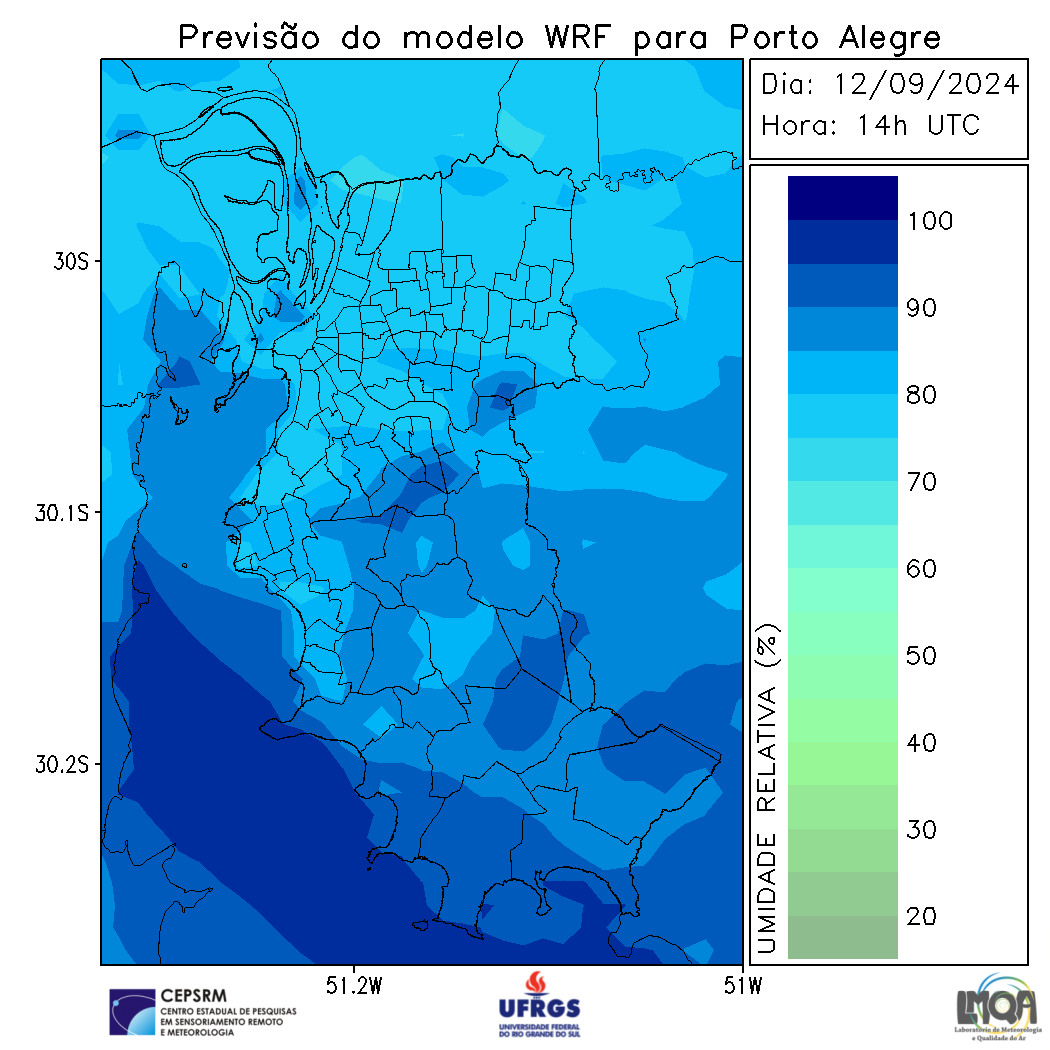 Previsão do modelo WRF para Porto Alegre
Dia: 12/09/2024
Hora: 14h UTC
100
90
80
70
60
50
40
30
20
UMIDADE RELATIVA (%)
30S
30.1S
30.2S
51.2W
51W
CEPSRM
CENTRO ESTADUAL DE PESQUISAS
EM SENSORIAMENTO REMOTO
E METEOROLOGIA
UFRGS
UNIVERSIDADE FEDERAL
DO RIO GRANDE DO SUL
LMQA
Laboratório de Meteorologia
e Qualidade do Ar